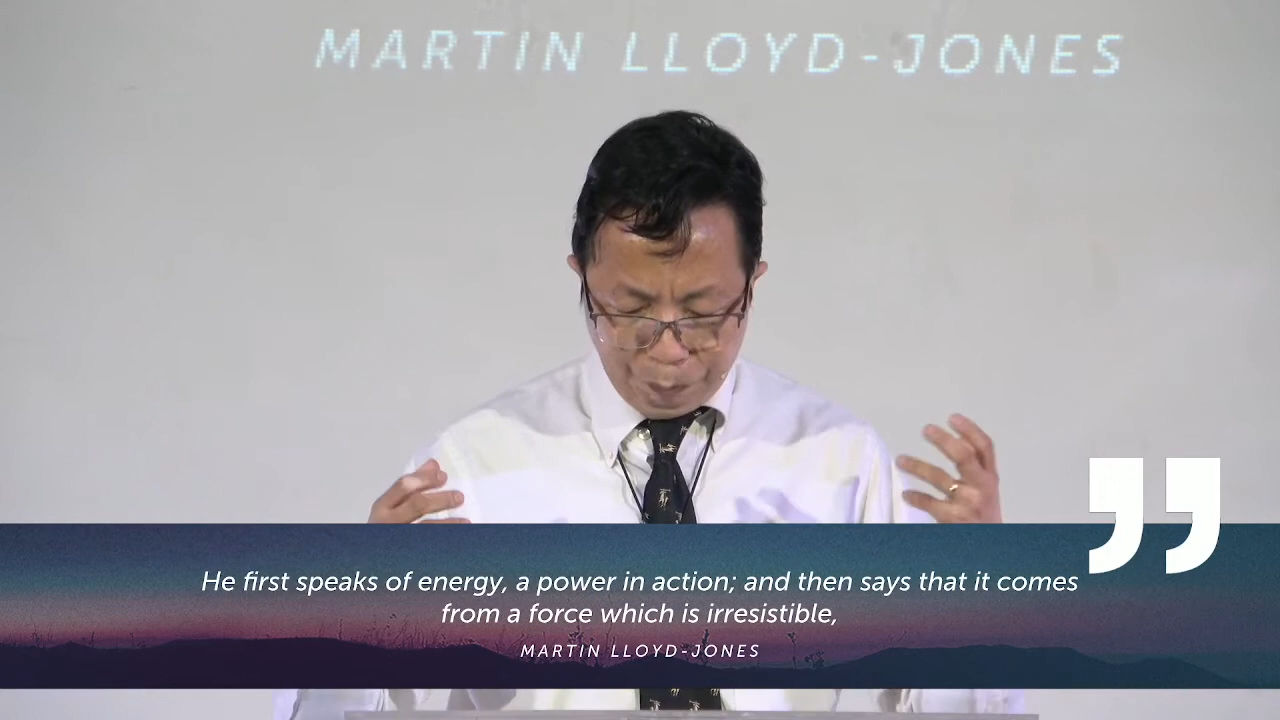 MARTIN LLOYD-JONES
He first speaks of energy, a power in action; and then says that it comes
from a force which is irresistible,
MARTIN LLOYD-JONES